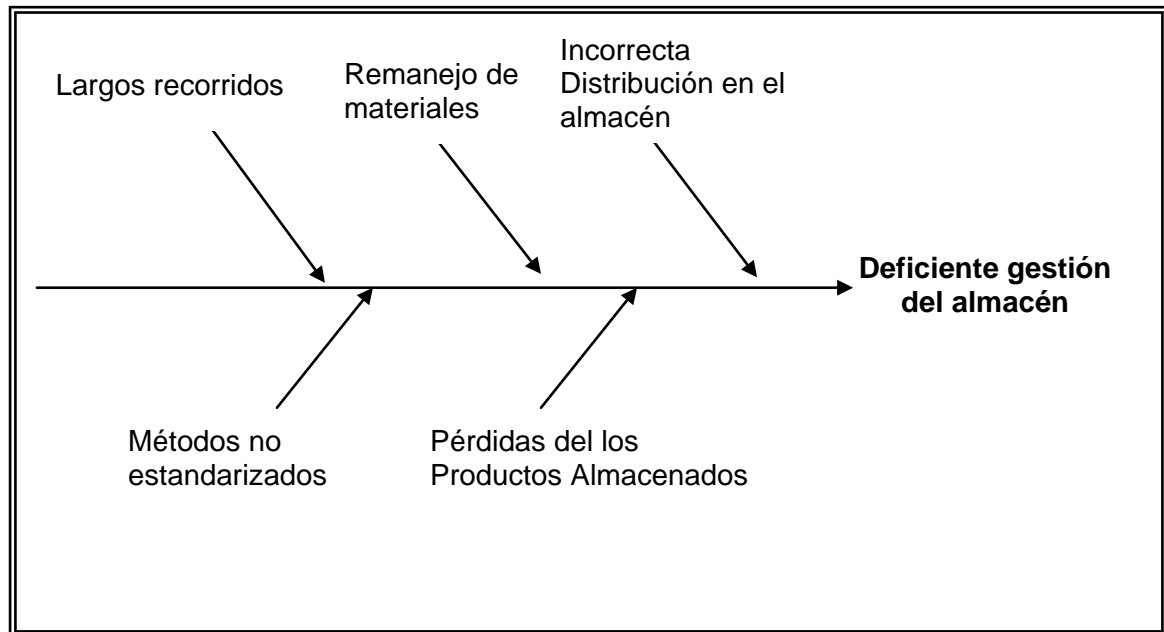 Largos recorridos
Remanejo de
materiales
Incorrecta
Distribución en el
almacén
Deficiente gestión
del almacén
Métodos no
estandarizados
Pérdidas del los
Productos Almacenados